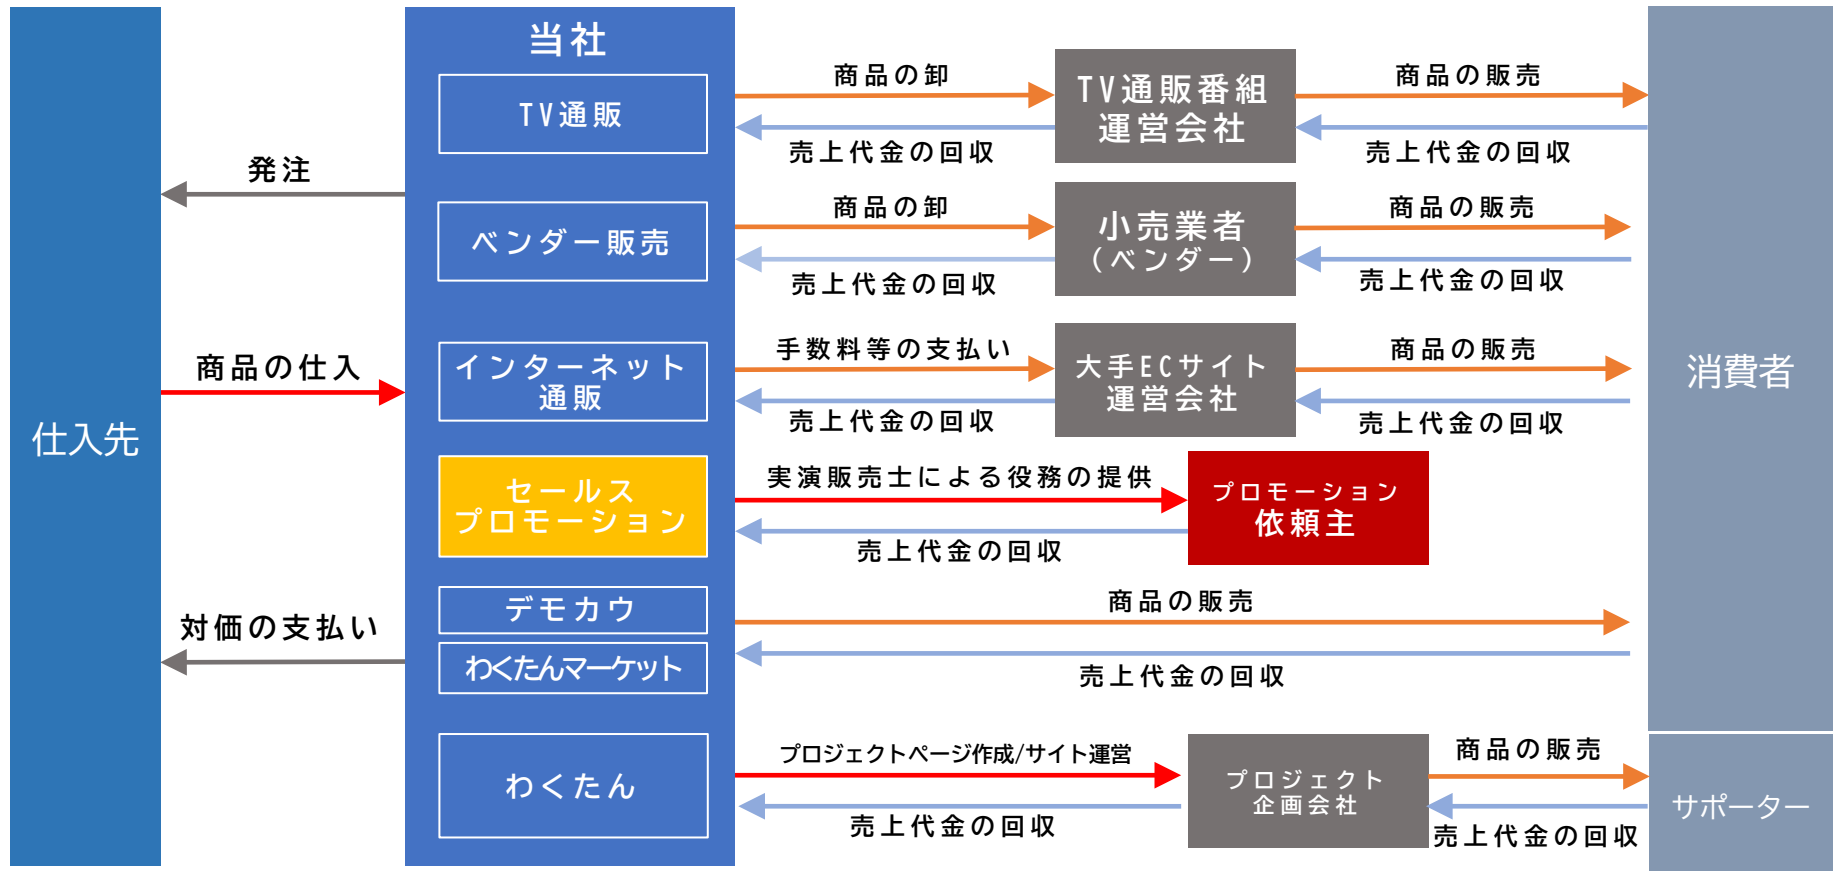 当社
TV通販
商品の卸
売上代金の回収
TV通販番組
運営会社
商品の販売
売上代金の回収
発注
ベンダー販売
商品の卸
売上代金の回収
小売業者
(ベンダー)
商品の販売
売上代金の回収
商品の仕入
仕入先
インターネット
通販
手数料等の支払い
売上代金の回収
大手ECサイト
運営会社
商品の販売
売上代金の回収
消費者
セールス
プロモーション
実演販売士による役務の提供
売上代金の回収
プロモーション
依頼主
対価の支払い
デモカウ
わくたんマーケット
商品の販売
売上代金の回収
わくたん
プロジェクトページ作成/サイト運営
売上代金の回収
プロジェクト
企画会社
商品の販売
売上代金の回収
サポーター